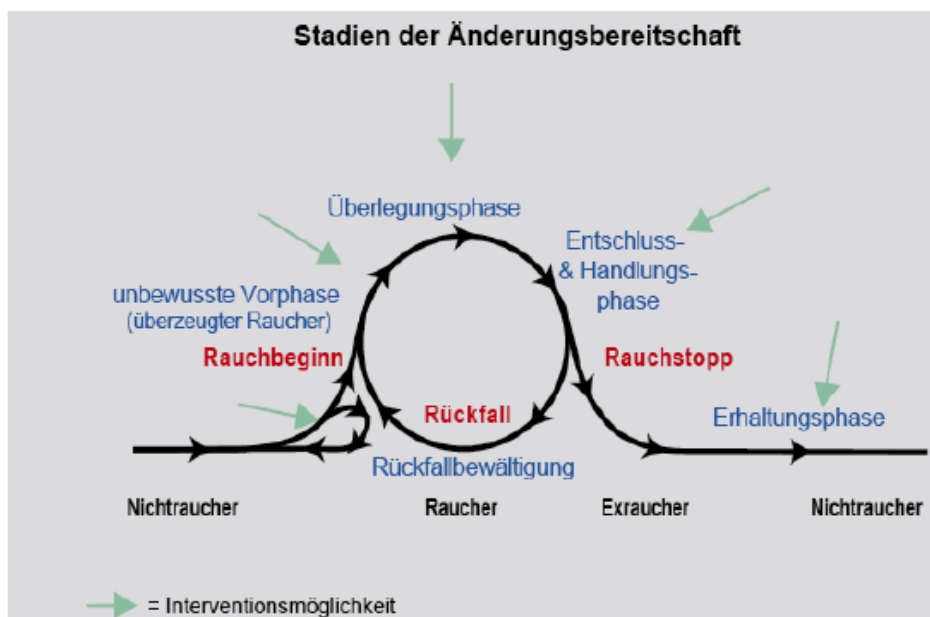 Stadien der Änderungsbereitschaft
Überlegungsphase
Entschluss-
& Handlungs-
phase
unbewusste Vorphase
(überzeugter Raucher)
Rauchbeginn
Rauchstopp
Rückfall
Erhaltungsphase
Rückfallbewältigung
Nichtraucher
Raucher
Exraucher
Nichtraucher
= Interventionsmöglichkeit